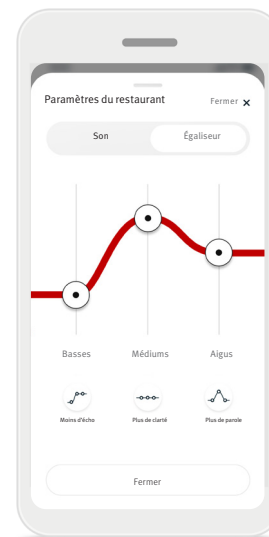 Paramètres du restaurant Fermer ×
Son Égaliseur
Basses Médiums Aigus
Moins d'écho Plus de clarté Plus de parole
Fermer